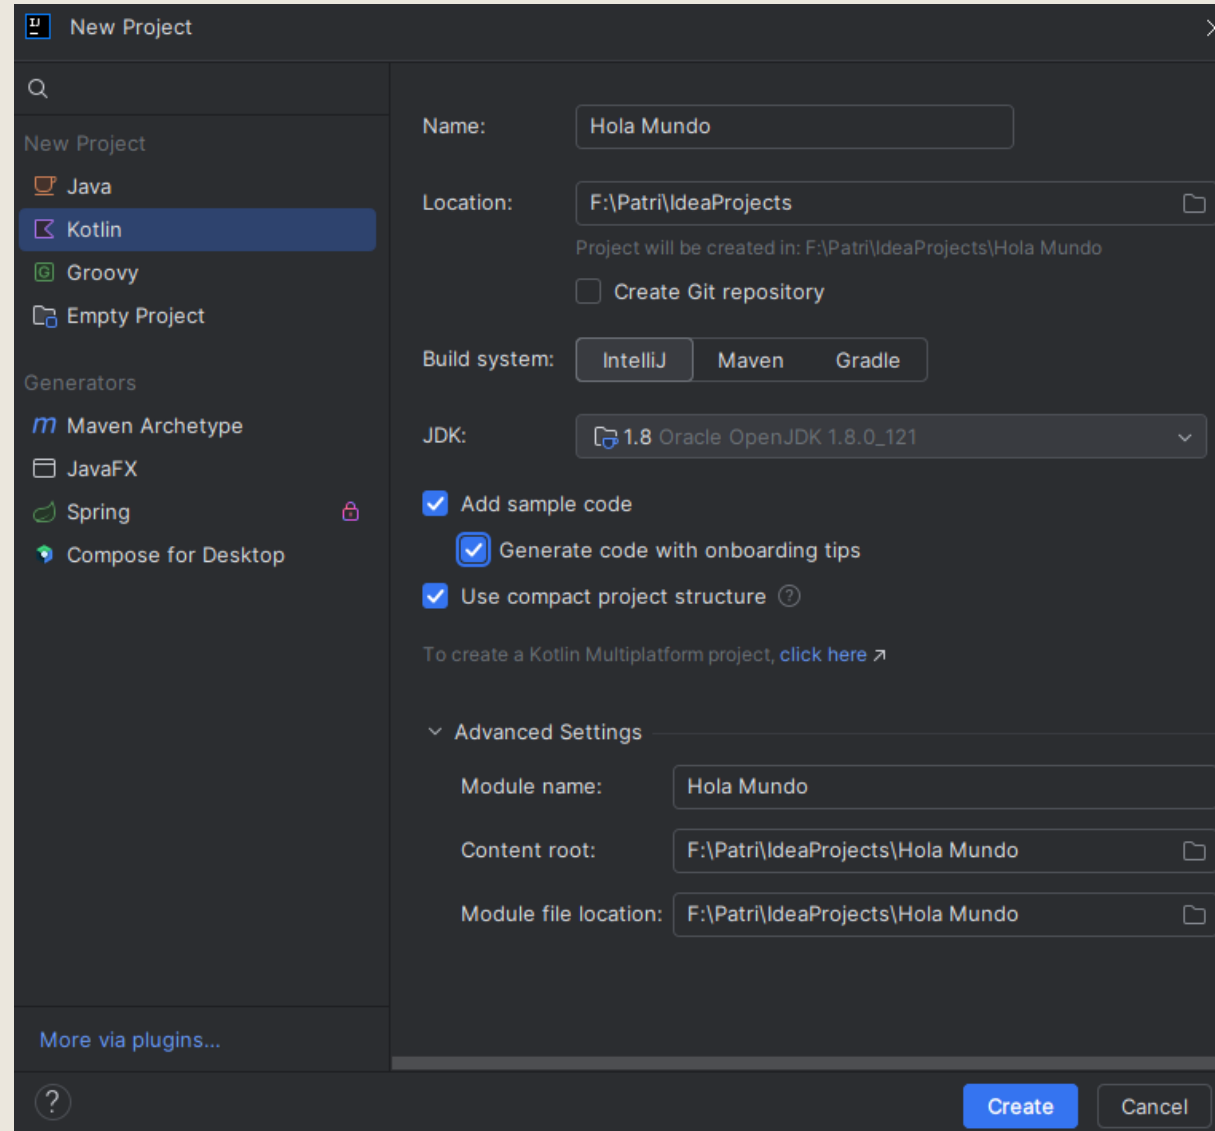 New Project
New Project
Java
Kotlin
Groovy
Empty Project
Generators
Maven Archetype
JavaFX
Spring
Compose for Desktop
More via plugins...
Name: Hola Mundo
Location: F:\Patri\IdeaProjects
Project will be created in: F:\Patri\IdeaProjects\Hola Mundo
Create Git repository
Build system: IntelliJ Maven Gradle
JDK: 1.8 Oracle OpenJDK 1.8.0_121
Add sample code
Generate code with onboarding tips
Use compact project structure ?
To create a Kotlin Multiplatform project, click here ↗
Advanced Settings
Module name: Hola Mundo
Content root: F:\Patri\IdeaProjects\Hola Mundo
Module file location: F:\Patri\IdeaProjects\Hola Mundo
? Create Cancel